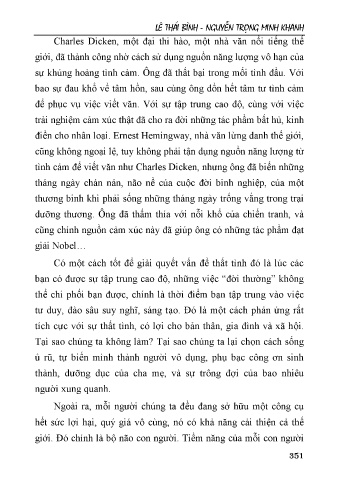 LÊ THÁI BÌNH - NGUYỄN TRỌNG MINH KHANH
Charles Dicken, một đại thi hào, một nhà văn nổi tiếng thế
giới, đã thành công nhờ cách sử dụng nguồn năng lượng vô hạn của
sự khủng hoảng tình cảm. Ông đã thất bại trong mối tình đầu. Với
bao sự đau khổ về tâm hồn, sau cùng ông dồn hết tâm tư tình cảm
để phục vụ việc viết văn. Với sự tập trung cao độ, cùng với việc
trải nghiệm cảm xúc thật đã cho ra đời những tác phẩm bất hủ, kinh
điển cho nhân loại. Ernest Hemingway, nhà văn lừng danh thế giới,
cũng không ngoại lệ, tuy không phải tận dụng nguồn năng lượng từ
tình cảm để viết văn như Charles Dicken, nhưng ông đã biến những
tháng ngày chán nản, não nề của cuộc đời binh nghiệp, của một
thương binh khi phải sống những tháng ngày trống vắng trong trại
dưỡng thương. Ông đã thấm thía với nỗi khổ của chiến tranh, và
cũng chính nguồn cảm xúc này đã giúp ông có những tác phẩm đạt
giải Nobel…
Có một cách tốt để giải quyết vấn đề thất tình đó là lúc các
bạn có được sự tập trung cao độ, những việc “đời thường” không
thể chi phối bạn được, chính là thời điểm bạn tập trung vào việc
tư duy, đào sâu suy nghĩ, sáng tạo. Đó là một cách phản ứng rất
tích cực với sự thất tình, có lợi cho bản thân, gia đình và xã hội.
Tại sao chúng ta không làm? Tại sao chúng ta lại chọn cách sống
ủ rũ, tự biến mình thành người vô dụng, phụ bạc công ơn sinh
thành, dưỡng dục của cha mẹ, và sự trông đợi của bao nhiêu
người xung quanh.
Ngoài ra, mỗi người chúng ta đều đang sở hữu một công cụ
hết sức lợi hại, quý giá vô cùng, nó có khả năng cải thiện cả thế
giới. Đó chính là bộ não con người. Tiềm năng của mỗi con người
351